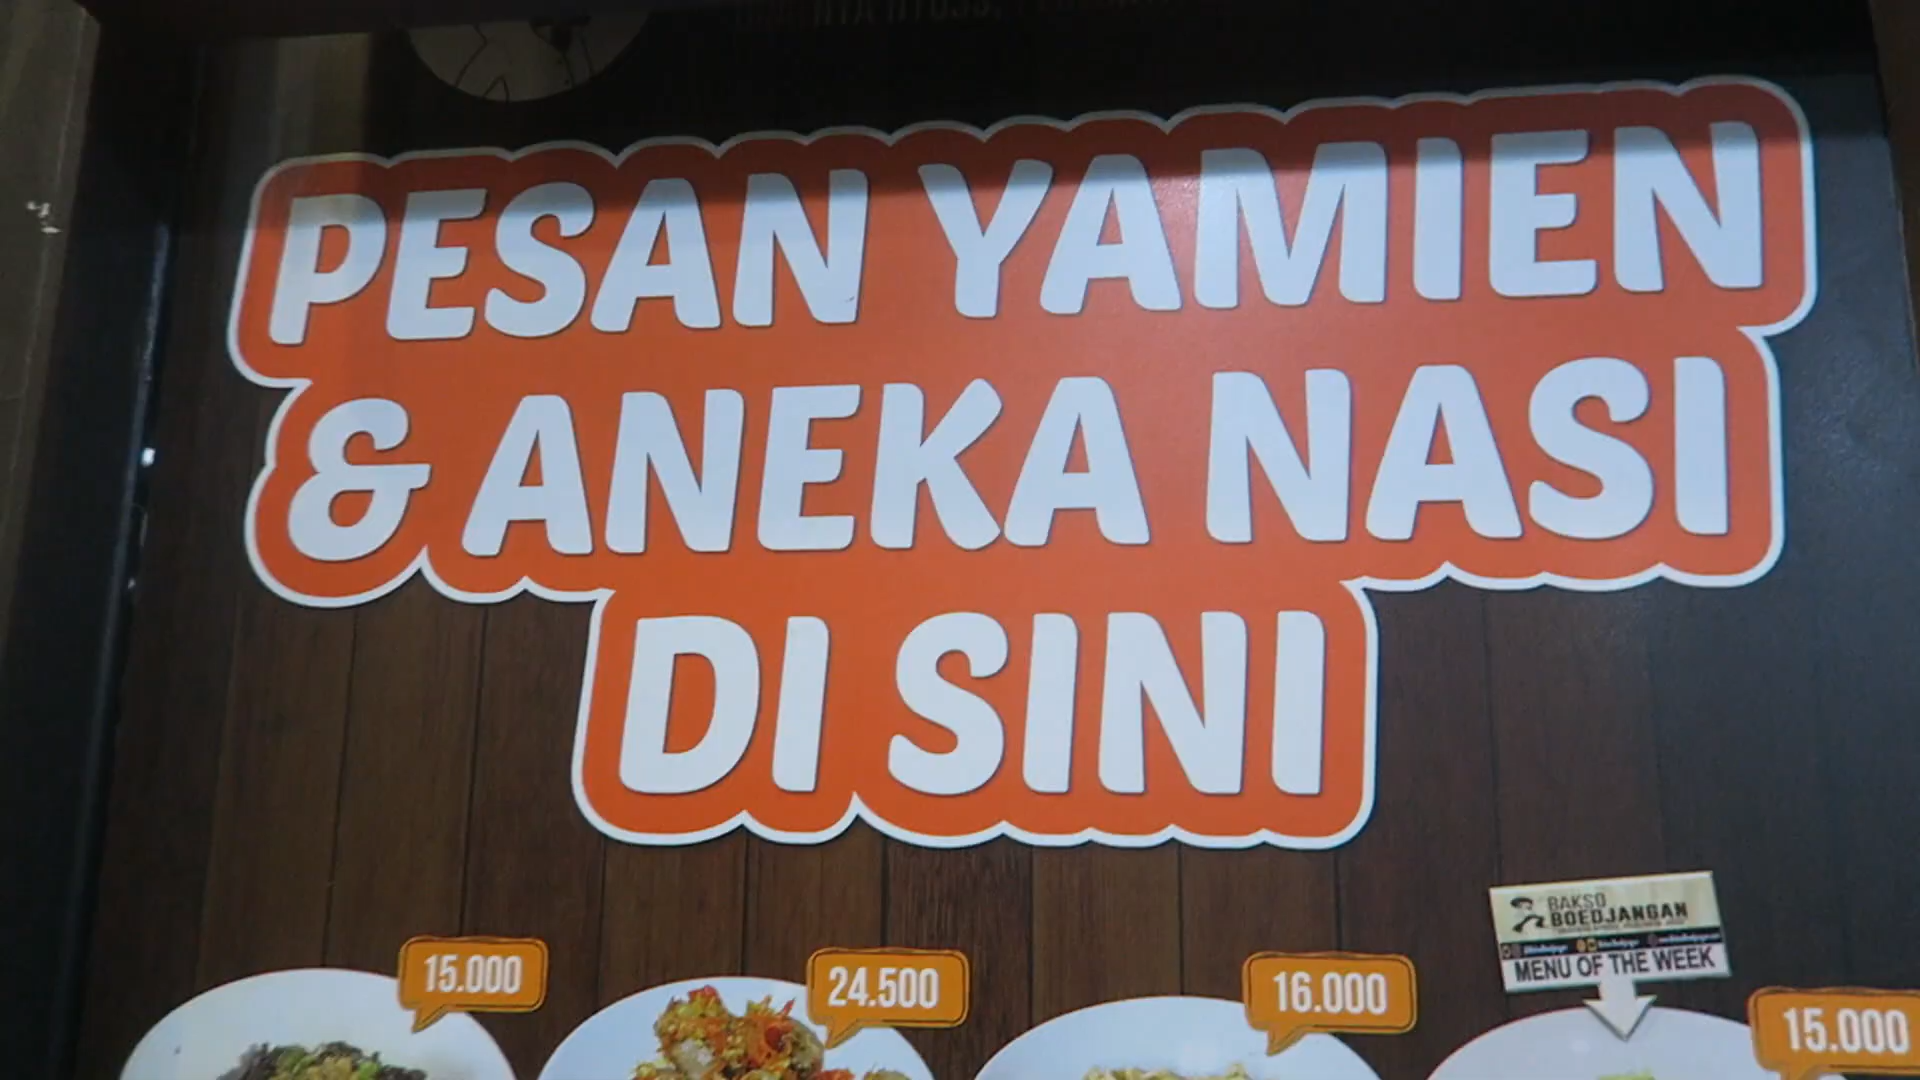 PESAN YAMIEN
& ANEKA NASI
DI SINI
15.000
24.500
16.000
BAKSO
BOEDJANGAN
MENU OF THE WEEK
15.000